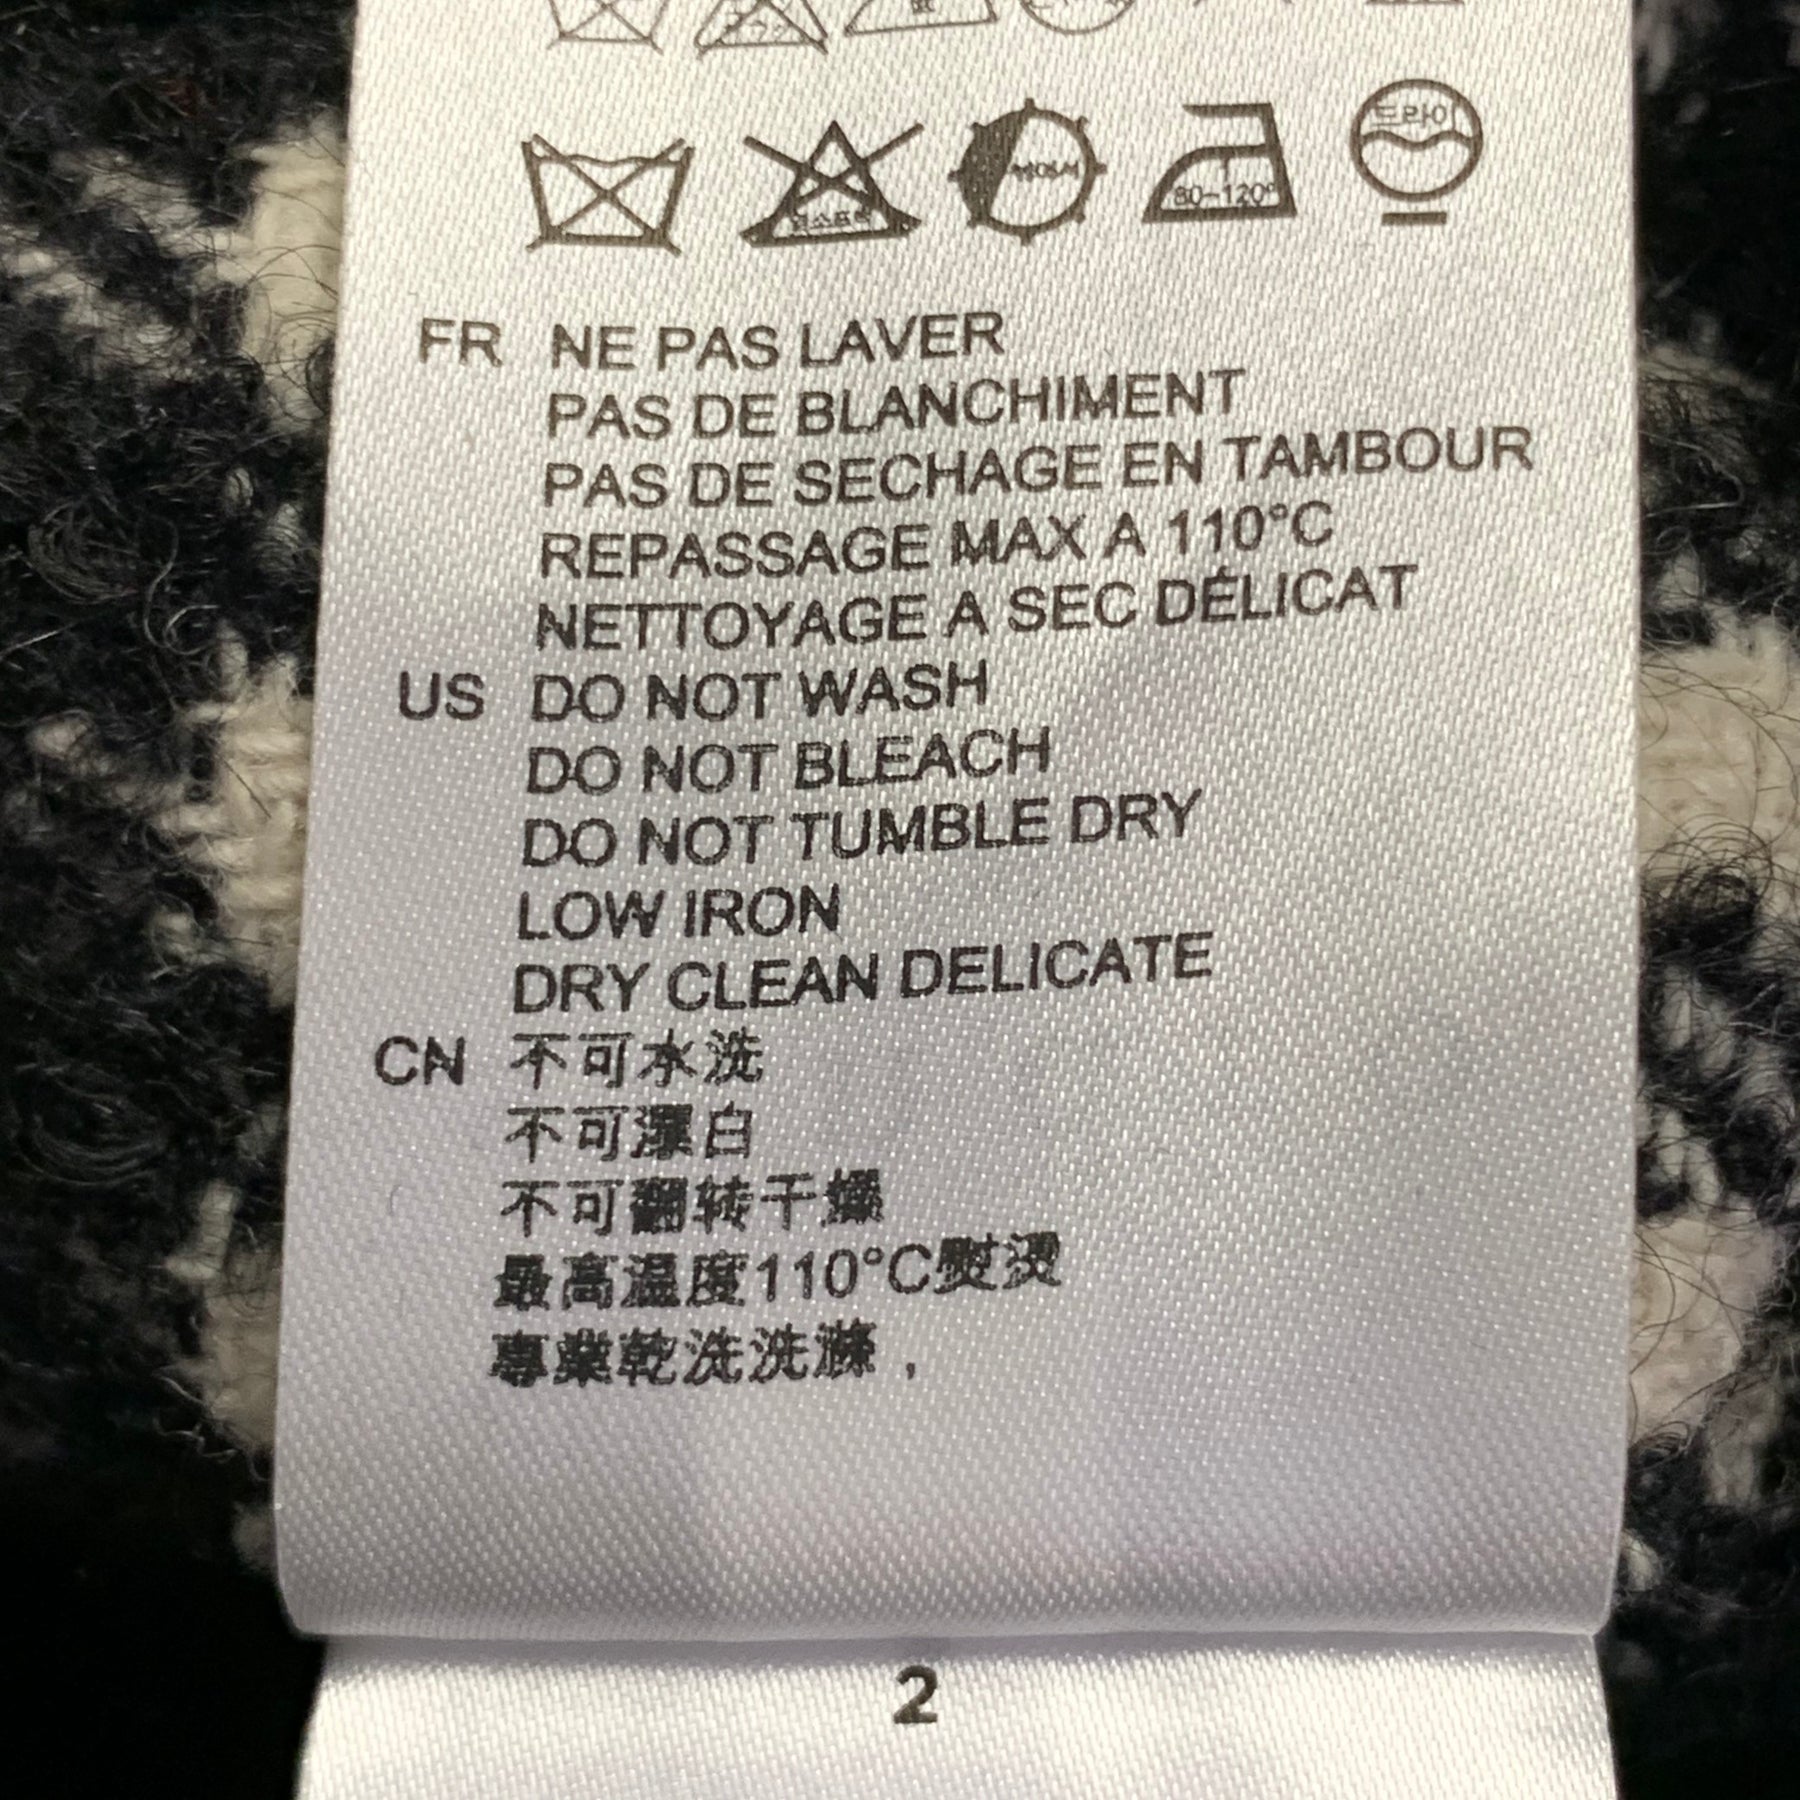 드라이
80~120°
FR NE PAS LAVER
PAS DE BLANCHIMENT
PAS DE SECHAGE EN TAMBOUR
REPASSAGE MAX A 110°C
NETTOYAGE A SEC DÉLICAT
US DO NOT WASH
DO NOT BLEACH
DO NOT TUMBLE DRY
LOW IRON
DRY CLEAN DELICATE
CN 不可水洗
不可漂白
不可翻转干燥
最高温度110°C熨烫
專業乾洗洗滌，
2